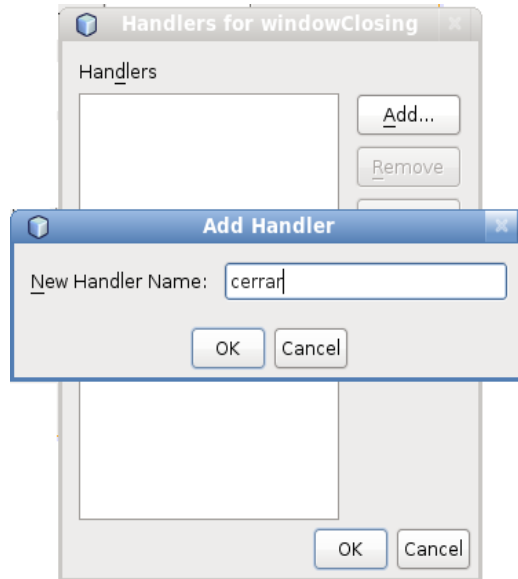 Handlers for windowClosing
Handlers
Add...
Remove
Add Handler
New Handler Name: cerrar
OK Cancel
OK Cancel